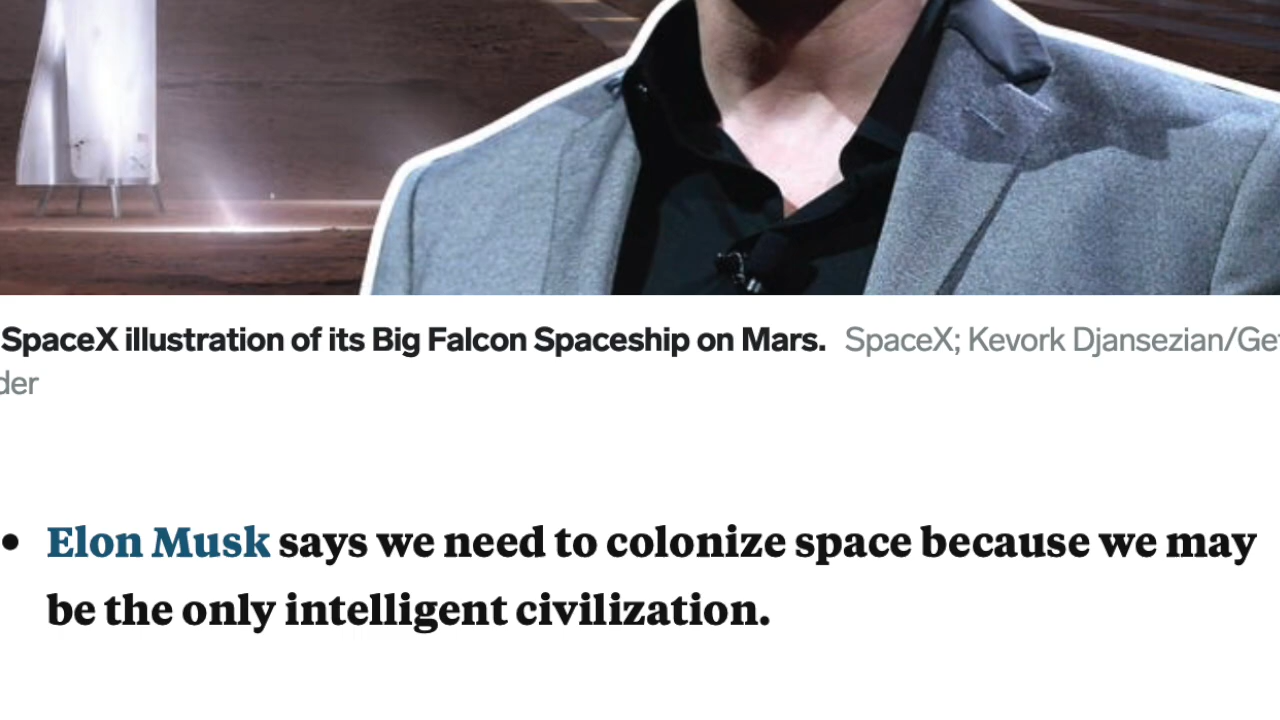 SpaceX illustration of its Big Falcon Spaceship on Mars. SpaceX; Kevork Djansezian/Get
der
• Elon Musk says we need to colonize space because we may
be the only intelligent civilization.